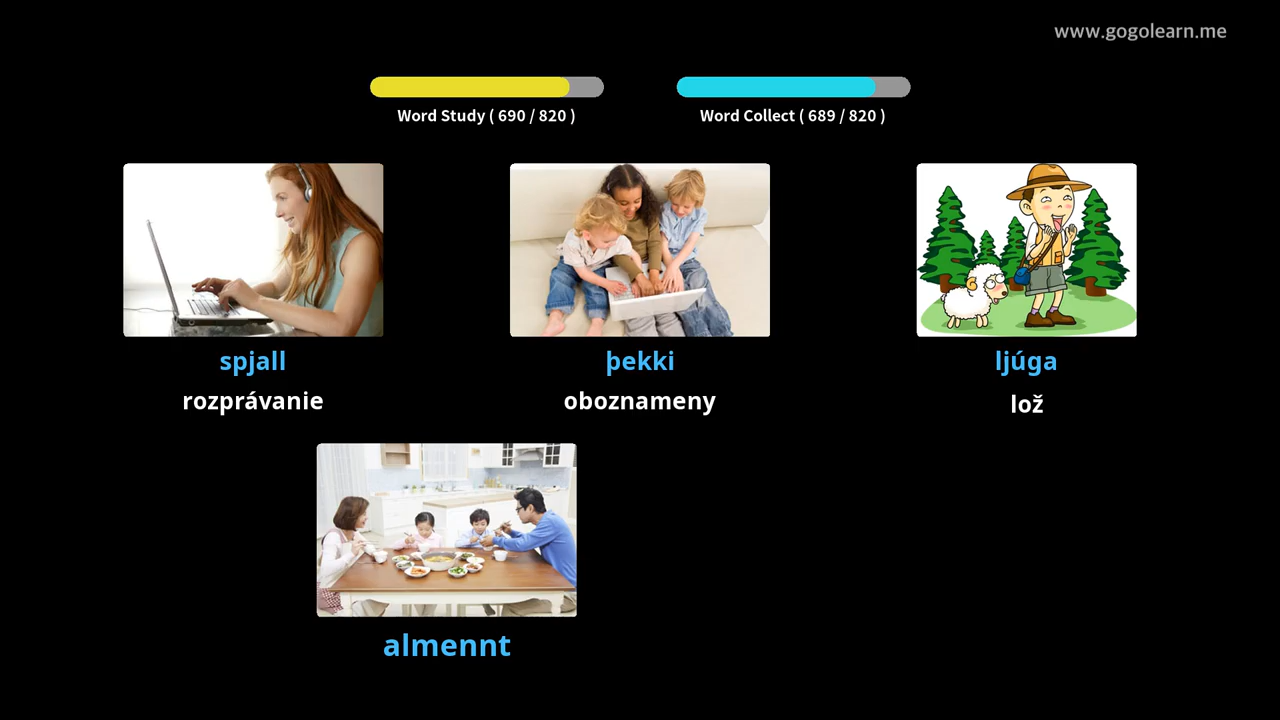 www.gogolearn.me
Word Study ( 690 / 820 )
Word Collect ( 689 / 820 )
spjall
þekki
ljúga
rozprávanie
oboznameny
lož
almennt